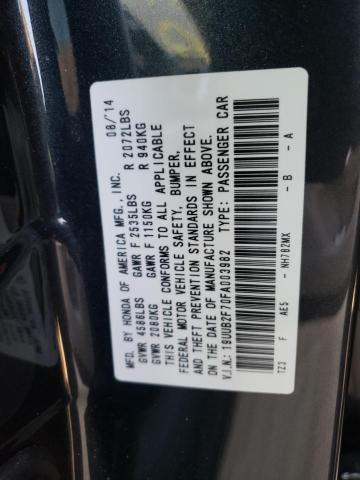 MFD. BY HONDA OF AMERICA MFG., INC. 08/14
GVWR 4586LBS GAWR F 2535LBS R 2072LBS
GVWR 2080KG GAWR F 1150KG R 940KG
THIS VEHICLE CONFORMS TO ALL APPLICABLE
FEDERAL MOTOR VEHICLE SAFETY, BUMPER,
AND THEFT PREVENTION STANDARDS IN EFFECT
ON THE DATE OF MANUFACTURE SHOWN ABOVE.
V.I.N.: 19UUB2F70FA003962 TYPE: PASSENGER CAR
TZ3 F AE5 - NH782MX - B - A